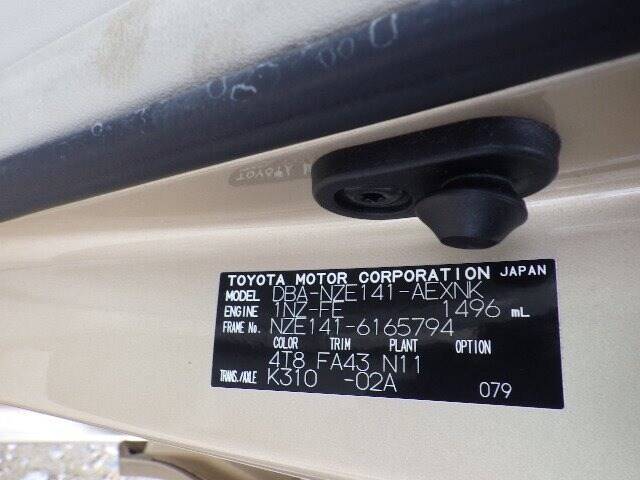 TOYOTA MOTOR CORPORATION JAPAN
MODEL DBA-NZE141-AEXNK
ENGINE 1NZ-FE 1496 mL
FRAME No. NZE141-6165794
COLOR TRIM PLANT OPTION
4T8 FA43 N11
TRANS./AXLE K310 -02A 079